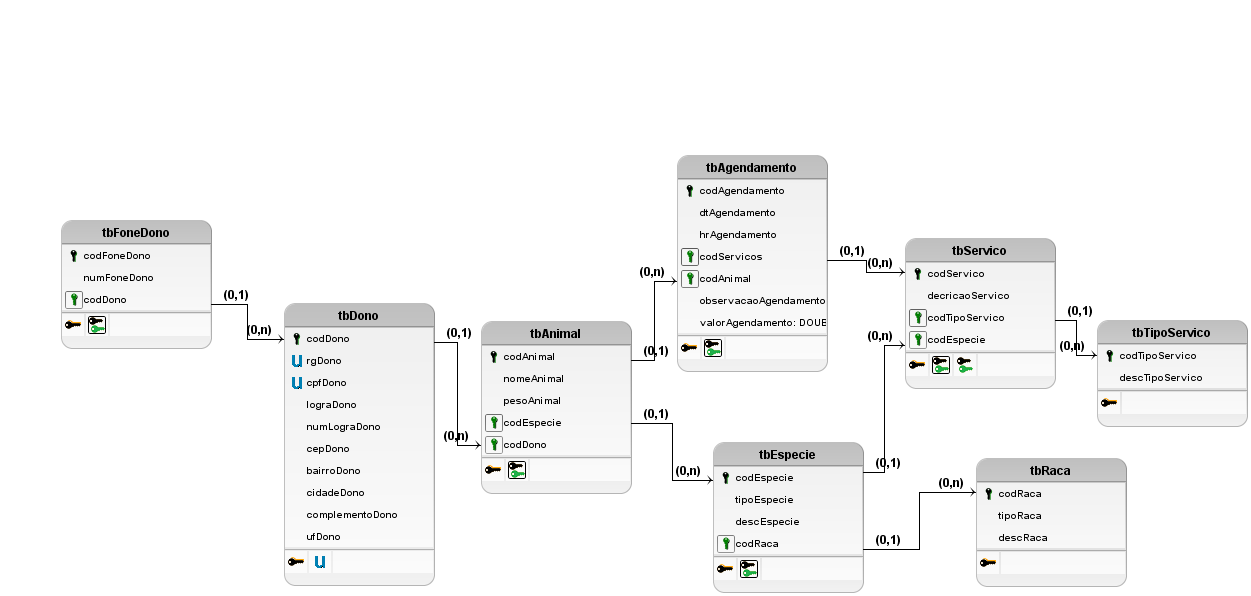 tbFoneDono
codFoneDono
numFoneDono
codDono
(0,1)
(0,n)
tbDono
codDono
U rgDono
U cpfDono
lograDono
numLograDono
cepDono
bairroDono
cidadeDono
complementoDono
ufDono
U
(0,1)
(0,n)
tbAnimal
codAnimal
nomeAnimal
pesoAnimal
codEspecie
codDono
(0,n)
(0,1)
(0,1)
(0,n)
tbAgendamento
codAgendamento
dtAgendamento
hrAgendamento
codServicos
codAnimal
observacaoAgendamento
valorAgendamento: DOUE
(0,1)
(0,n)
tbEspecie
codEspecie
tipoEspecie
descEspecie
codRaca
(0,n)
(0,1)
(0,1)
(0,n)
tbServico
codServico
decricaoServico
codTipoServico
codEspecie
(0,1)
(0,n)
tbTipoServico
codTipoServico
descTipoServico
tbRaca
codRaca
tipoRaca
descRaca